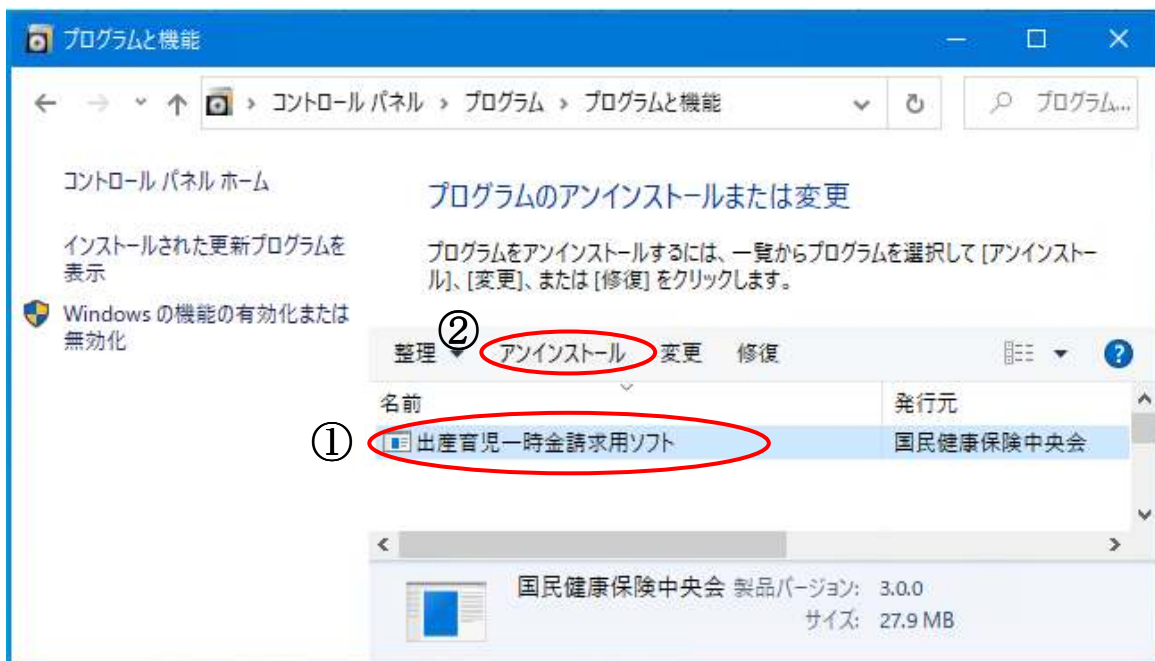 プログラムと機能
コントロール パネル › プログラム › プログラムと機能
プログラム...
コントロール パネル ホーム
インストールされた更新プログラムを
表示
Windows の機能の有効化または
無効化
プログラムのアンインストールまたは変更
プログラムをアンインストールするには、一覧からプログラムを選択して [アンインストー
ル]、[変更]、または [修復] をクリックします。
②
整理 ▼ アンインストール 変更 修復
名前 発行元
① 出産育児一時金請求用ソフト 国民健康保険中央会
国民健康保険中央会 製品バージョン: 3.0.0
サイズ: 27.9 MB